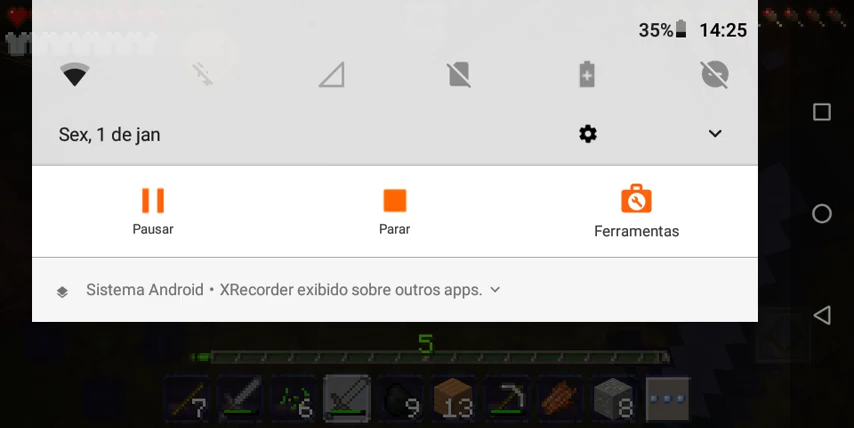 35% 14:25
Sex, 1 de jan
Pausar Parar Ferramentas
Sistema Android • XRecorder exibido sobre outros apps.
5
7 6 9 13 8